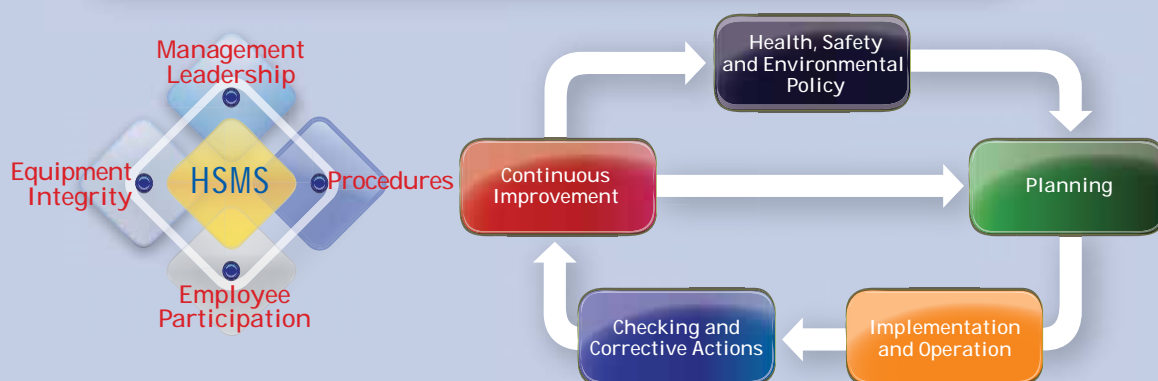 Management
Leadership
Equipment
Integrity
HSMS
Procedures
Employee
Participation
Health, Safety
and Environmental
Policy
Continuous
Improvement
Planning
Checking and
Corrective Actions
Implementation
and Operation